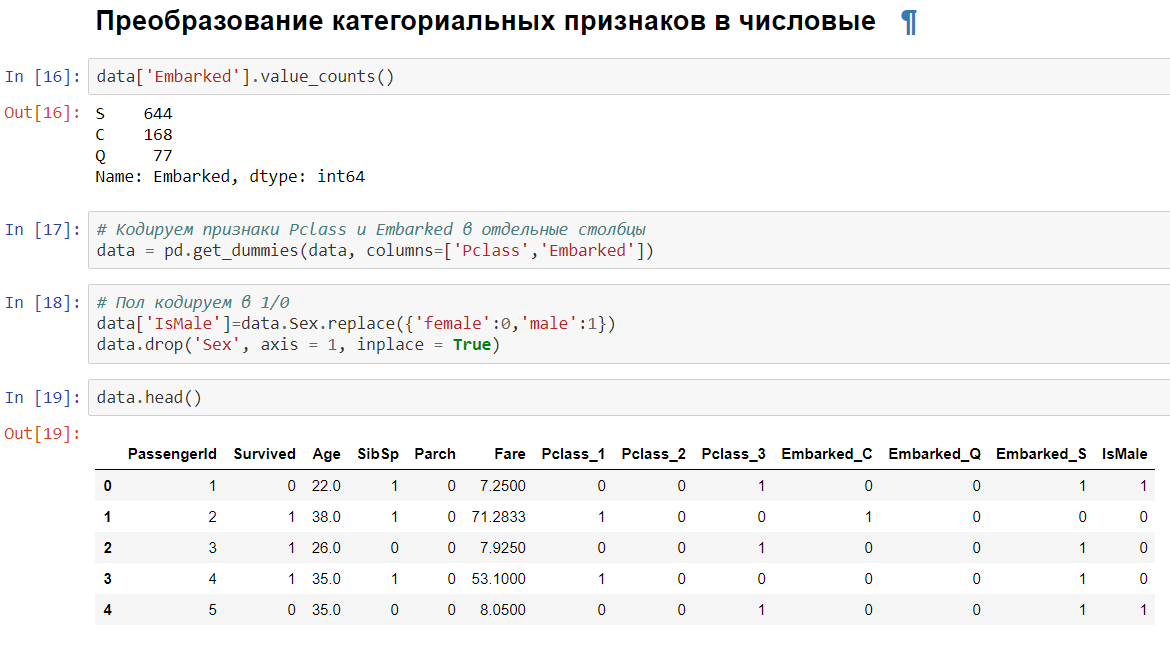 Преобразование категориальных признаков в числовые ¶
In [16]: data['Embarked'].value_counts()
Out[16]: S    644
C    168
Q     77
Name: Embarked, dtype: int64
In [17]: # Кодируем признаки Pclass и Embarked в отдельные столбцы
data = pd.get_dummies(data, columns=['Pclass','Embarked'])
In [18]: # Пол кодируем в 1/0
data['IsMale']=data.Sex.replace({'female':0,'male':1})
data.drop('Sex', axis = 1, inplace = True)
In [19]: data.head()
Out[19]:
PassengerId Survived Age SibSp Parch Fare Pclass_1 Pclass_2 Pclass_3 Embarked_C Embarked_Q Embarked_S IsMale
0 1 0 22.0 1 0 7.2500 0 0 1 0 0 1 1
1 2 1 38.0 1 0 71.2833 1 0 0 1 0 0 0
2 3 1 26.0 0 0 7.9250 0 0 1 0 0 1 0
3 4 1 35.0 1 0 53.1000 1 0 0 0 0 1 0
4 5 0 35.0 0 0 8.0500 0 0 1 0 0 1 1